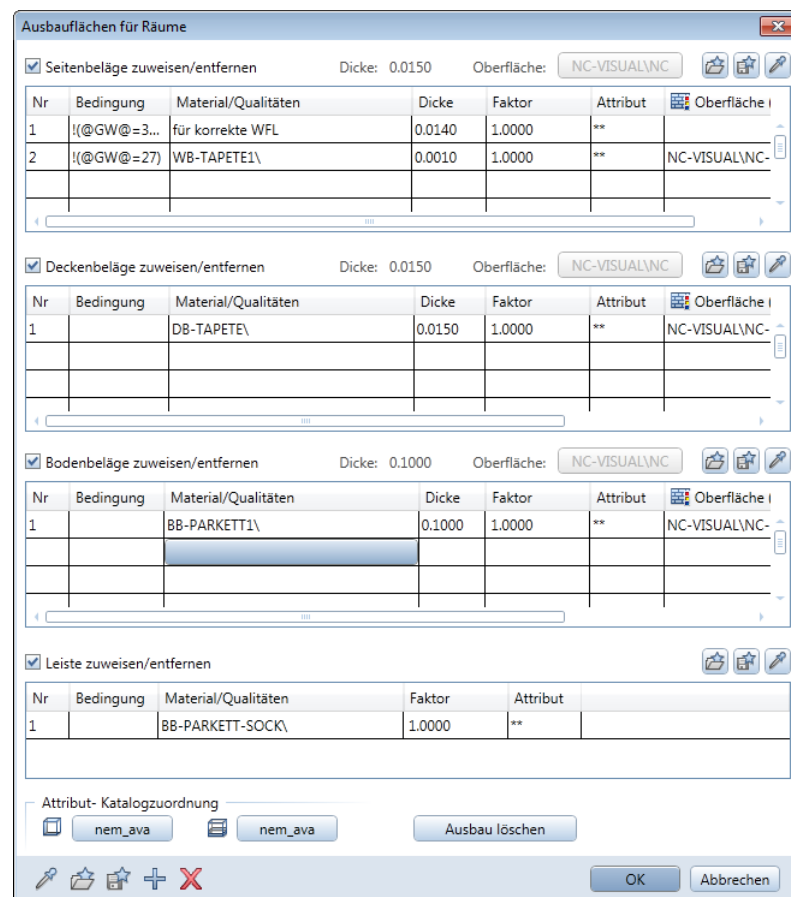 Ausbauflächen für Räume
Seitenbeläge zuweisen/entfernen Dicke: 0.0150 Oberfläche: NC-VISUAL\NC
Nr Bedingung Material/Qualitäten Dicke Faktor Attribut Oberfläche (
1 !(@GW@=3... für korrekte WFL 0.0140 1.0000 **
2 !(@GW@=27) WB-TAPETE1\ 0.0010 1.0000 ** NC-VISUAL\NC-
Deckenbeläge zuweisen/entfernen Dicke: 0.0150 Oberfläche: NC-VISUAL\NC
Nr Bedingung Material/Qualitäten Dicke Faktor Attribut Oberfläche (
1 DB-TAPETE\ 0.0150 1.0000 ** NC-VISUAL\NC-
Bodenbeläge zuweisen/entfernen Dicke: 0.1000 Oberfläche: NC-VISUAL\NC
Nr Bedingung Material/Qualitäten Dicke Faktor Attribut Oberfläche (
1 BB-PARKETT1\ 0.1000 1.0000 ** NC-VISUAL\NC-
Leiste zuweisen/entfernen
Nr Bedingung Material/Qualitäten Faktor Attribut
1 BB-PARKETT-SOCK\ 1.0000 **
Attribut- Katalogzuordnung
nem_ava nem_ava Ausbau löschen
OK Abbrechen